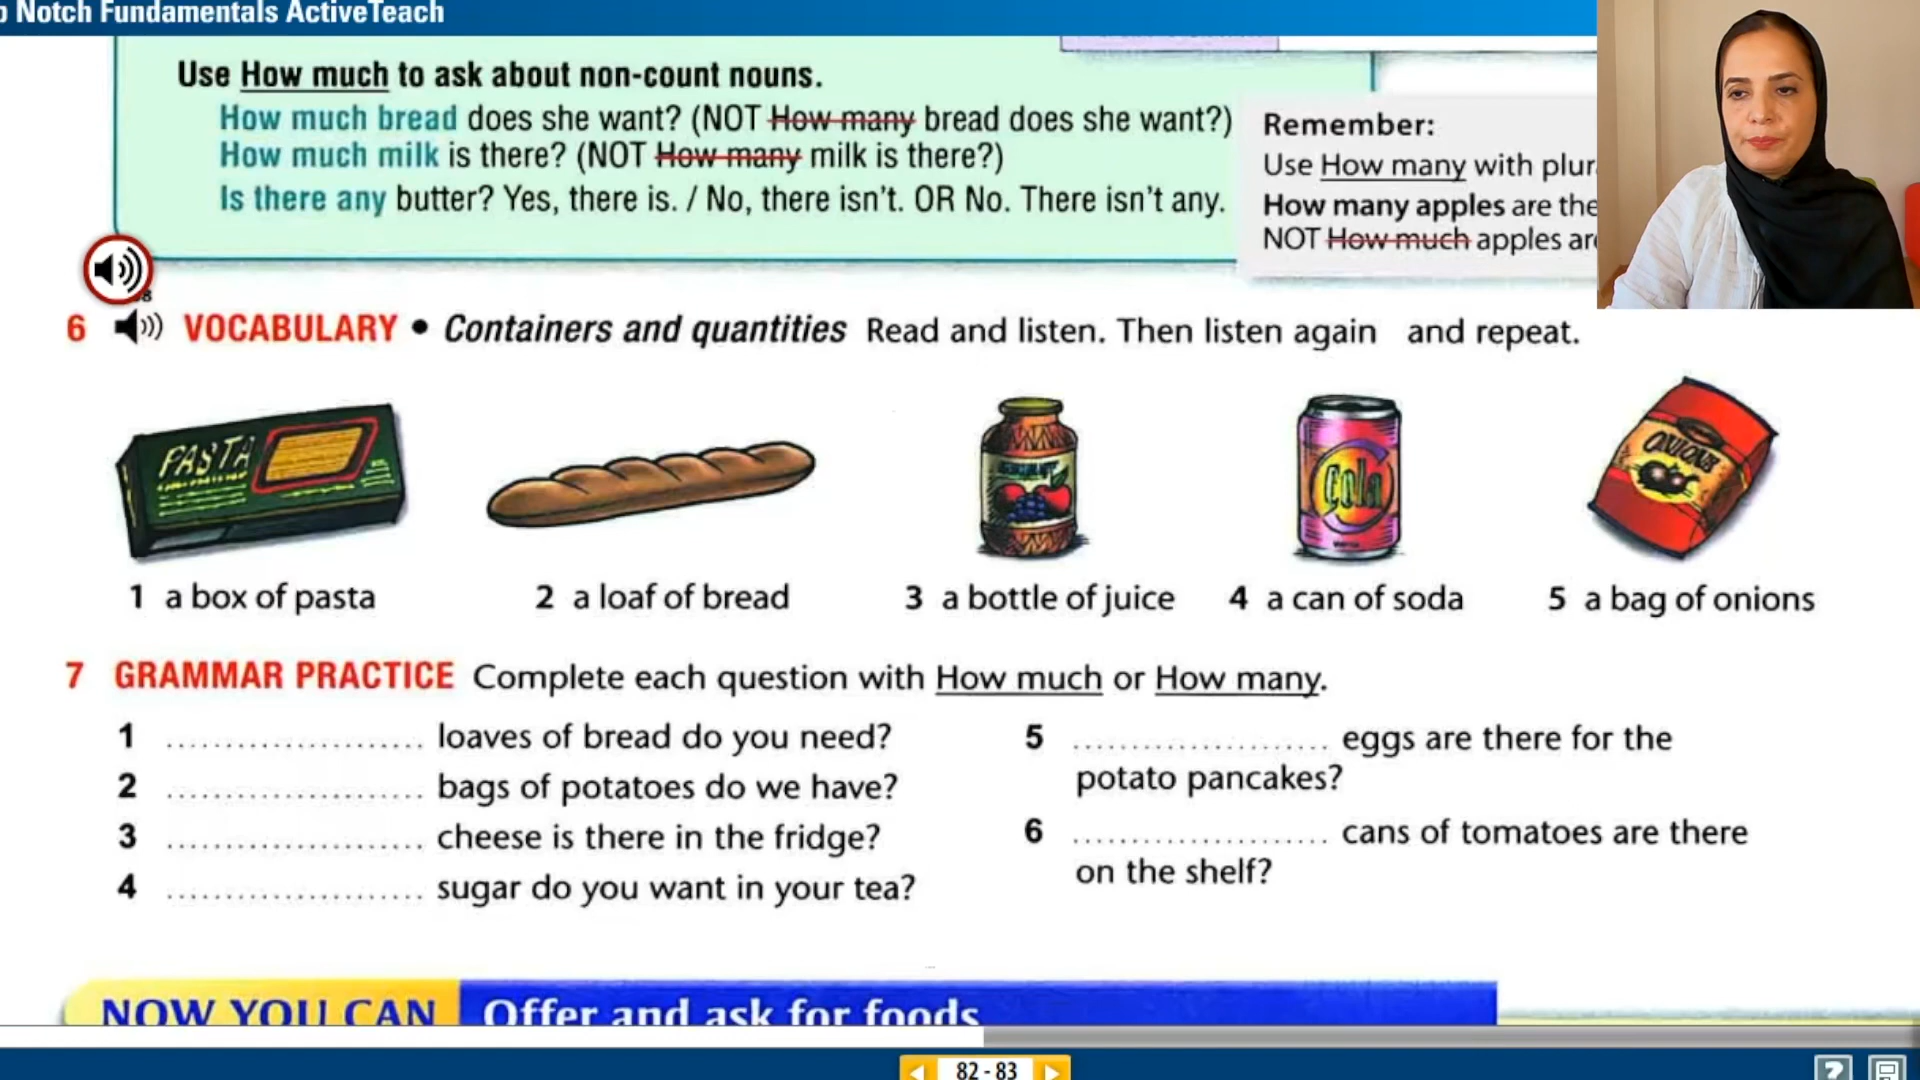 Notch Fundamentals ActiveTeach
Use How much to ask about non-count nouns.
How much bread does she want? (NOT How many bread does she want?)
How much milk is there? (NOT How many milk is there?)
Is there any butter? Yes, there is. / No, there isn't. OR No. There isn't any.
Remember:
Use How many with
How many apples are
NOT How much apples
6 VOCABULARY • Containers and quantities Read and listen. Then listen again and repeat.
PASTA
Cola
ONIONS
1 a box of pasta
2 a loaf of bread
3 a bottle of juice
4 a can of soda
5 a bag of onions
7 GRAMMAR PRACTICE Complete each question with How much or How many.
1 ...................... loaves of bread do you need?
2 ...................... bags of potatoes do we have?
3 ...................... cheese is there in the fridge?
4 ...................... sugar do you want in your tea?
5 ...................... eggs are there for the
potato pancakes?
6 ...................... cans of tomatoes are there
on the shelf?
NOW YOU CAN Offer and ask for foods
82 - 83
?